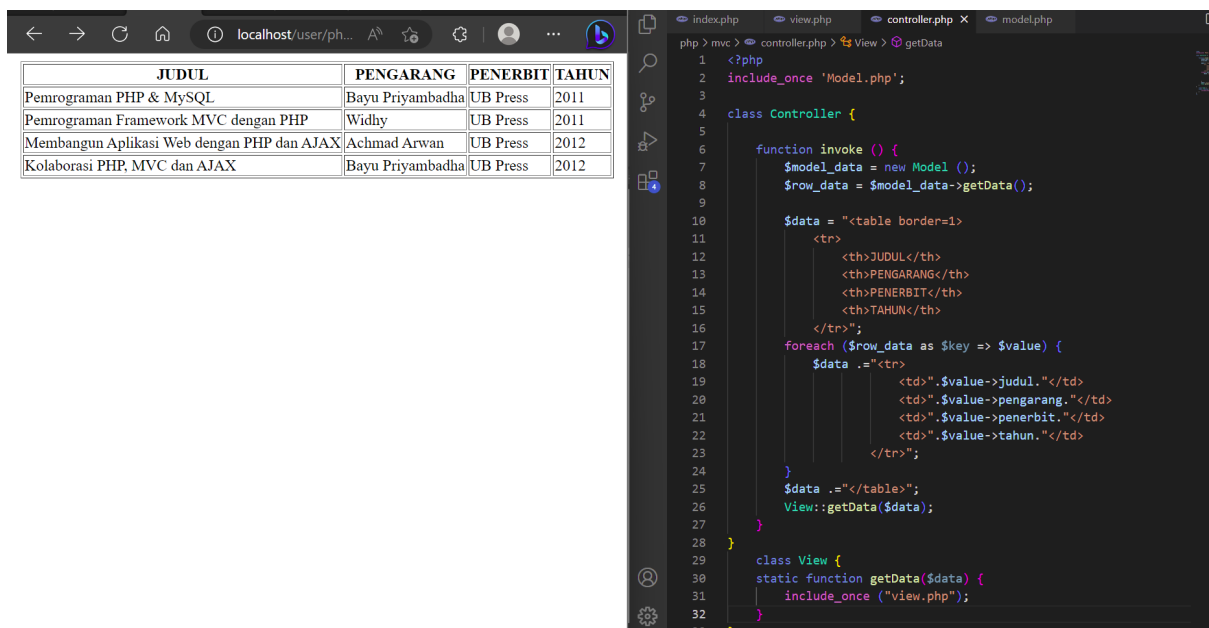 localhost/user/ph...
JUDUL PENGARANG PENERBIT TAHUN
Pemrograman PHP & MySQL Bayu Priyambadha UB Press 2011
Pemrograman Framework MVC dengan PHP Widhy UB Press 2011
Membangun Aplikasi Web dengan PHP dan AJAX Achmad Arwan UB Press 2012
Kolaborasi PHP, MVC dan AJAX Bayu Priyambadha UB Press 2012
4
index.php view.php controller.php model.php
php > mvc > controller.php > View > getData
1 <?php
2 include_once 'Model.php';
3
4 class Controller {
5
6 function invoke () {
7 $model_data = new Model ();
8 $row_data = $model_data->getData();
9
10 $data = "<table border=1>
11 <tr>
12 <th>JUDUL</th>
13 <th>PENGARANG</th>
14 <th>PENERBIT</th>
15 <th>TAHUN</th>
16 </tr>";
17 foreach ($row_data as $key => $value) {
18 $data .="<tr>
19 <td>".$value->judul."</td>
20 <td>".$value->pengarang."</td>
21 <td>".$value->penerbit."</td>
22 <td>".$value->tahun."</td>
23 </tr>";
24 }
25 $data .="</table>";
26 View::getData($data);
27 }
28 }
29 class View {
30 static function getData($data) {
31 include_once ("view.php");
32 }